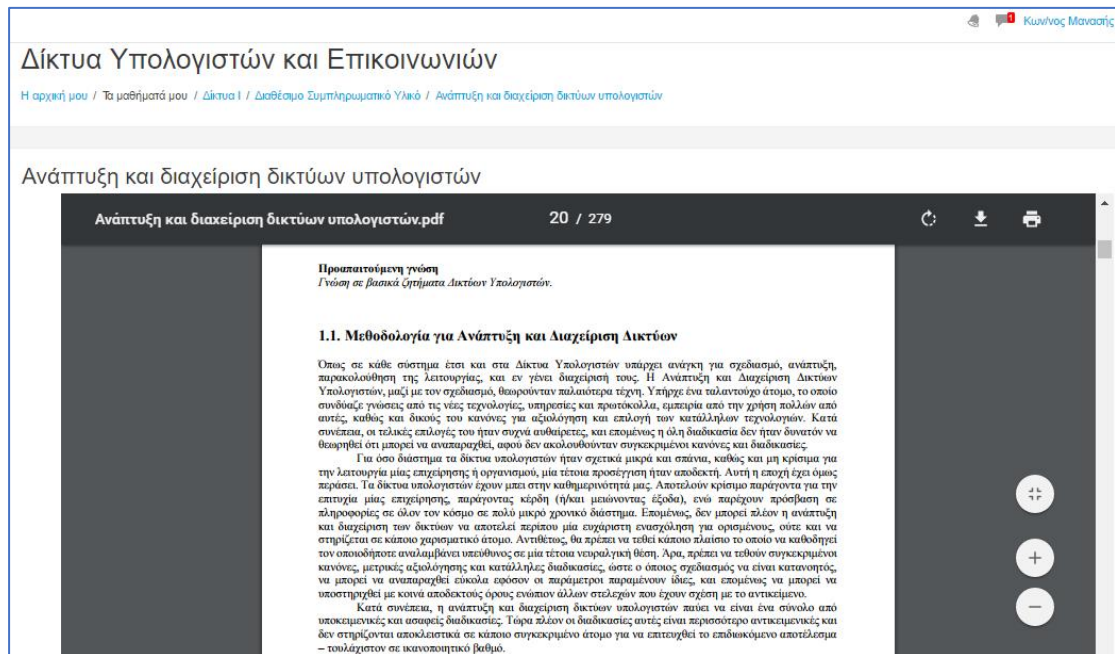 1
Κων/νος Μανασής
Δίκτυα Υπολογιστών και Επικοινωνιών
Η αρχική μου / Τα μαθήματά μου / Δίκτυα Ι / Διαθέσιμο Συμπληρωματικό Υλικό / Ανάπτυξη και διαχείριση δικτύων υπολογιστών
Ανάπτυξη και διαχείριση δικτύων υπολογιστών
Ανάπτυξη και διαχείριση δικτύων υπολογιστών.pdf 20 / 279
Προαπαιτούμενη γνώση
Γνώση σε βασικά ζητήματα Δικτύων Υπολογιστών.
1.1. Μεθοδολογία για Ανάπτυξη και Διαχείριση Δικτύων
Όπως σε κάθε σύστημα έτσι και στα Δίκτυα Υπολογιστών υπάρχει ανάγκη για σχεδιασμό, ανάπτυξη,
παρακολούθηση της λειτουργίας, και εν γένει διαχείρισή τους. Η Ανάπτυξη και Διαχείριση Δικτύων
Υπολογιστών, μαζί με τον σχεδιασμό, θεωρούνταν παλαιότερα τέχνη. Υπήρχε ένα ταλαντούχο άτομο, το οποίο
συνδύαζε γνώσεις από τις νέες τεχνολογίες, υπηρεσίες και πρωτόκολλα, εμπειρία από την χρήση πολλών από
αυτές, καθώς και δικούς του κανόνες για αξιολόγηση και επιλογή των κατάλληλων τεχνολογιών. Κατά
συνέπεια, οι τελικές επιλογές του ήταν συχνά αυθαίρετες, και επομένως η όλη διαδικασία δεν ήταν δυνατόν να
θεωρηθεί ότι μπορεί να αναπαραχθεί, αφού δεν ακολουθούνταν συγκεκριμένοι κανόνες και διαδικασίες.
Για όσο διάστημα τα δίκτυα υπολογιστών ήταν σχετικά μικρά και σπάνια, καθώς και μη κρίσιμα για
την λειτουργία μίας επιχείρησης ή οργανισμού, μία τέτοια προσέγγιση ήταν αποδεκτή. Αυτή η εποχή έχει όμως
περάσει. Τα δίκτυα υπολογιστών έχουν μπει στην καθημερινότητά μας. Αποτελούν κρίσιμο παράγοντα για την
επιτυχία μίας επιχείρησης, παράγοντας κέρδη (ή/και μειώνοντας έξοδα), ενώ παρέχουν πρόσβαση σε
πληροφορίες σε όλον τον κόσμο σε πολύ μικρό χρονικό διάστημα. Επομένως, δεν μπορεί πλέον η ανάπτυξη
και διαχείριση των δικτύων να αποτελεί περίπου μία ευχάριστη ενασχόληση για ορισμένους, ούτε και να
στηρίζεται σε κάποιο χαρισματικό άτομο. Αντιθέτως, θα πρέπει να τεθεί κάποιο πλαίσιο το οποίο να καθοδηγεί
τον οποιοδήποτε αναλαμβάνει υπεύθυνος σε μία τέτοια νευραλγική θέση. Άρα, πρέπει να τεθούν συγκεκριμένοι
κανόνες, μετρικές αξιολόγησης και κατάλληλες διαδικασίες, ώστε ο όποιος σχεδιασμός να είναι κατανοητός,
να μπορεί να αναπαραχθεί εύκολα εφόσον οι παράμετροι παραμένουν ίδιες, και επομένως να μπορεί να
υποστηριχθεί με κοινά αποδεκτούς όρους ενώπιον άλλων στελεχών που έχουν σχέση με το αντικείμενο.
Κατά συνέπεια, η ανάπτυξη και διαχείριση δικτύων υπολογιστών παύει να είναι ένα σύνολο από
υποκειμενικές και ασαφείς διαδικασίες. Τώρα πλέον οι διαδικασίες αυτές είναι περισσότερο αντικειμενικές και
δεν στηρίζονται αποκλειστικά σε κάποιο συγκεκριμένο άτομο για να επιτευχθεί το επιδιωκόμενο αποτέλεσμα
– τουλάχιστον σε ικανοποιητικό βαθμό.